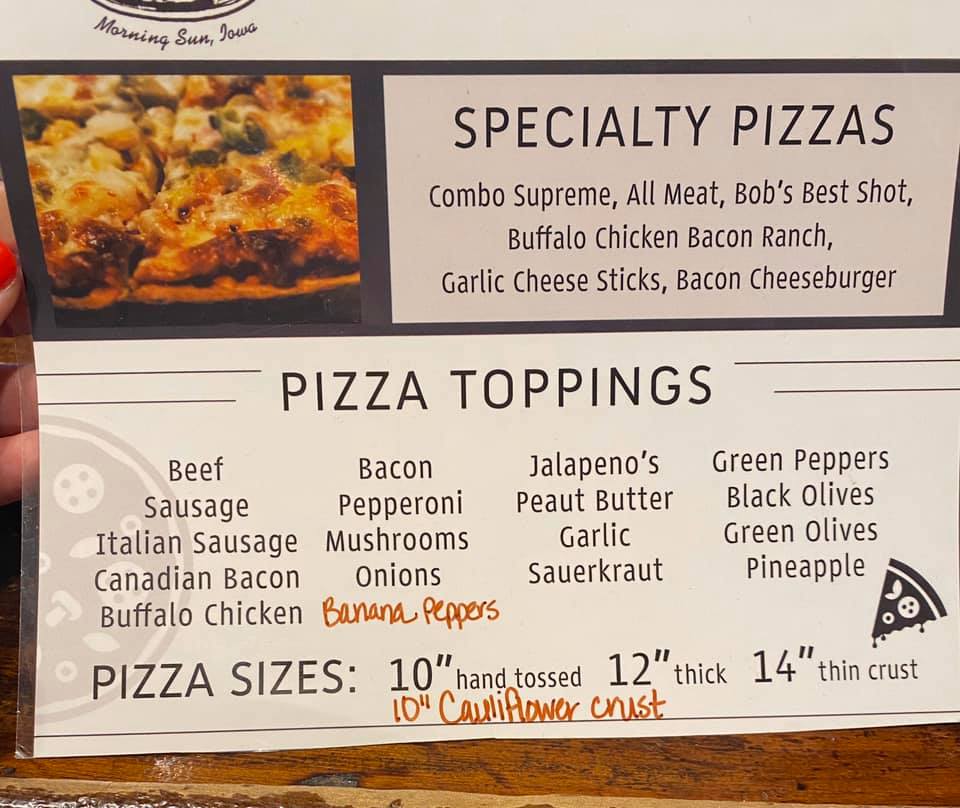 Morning Sun, Iowa
SPECIALTY PIZZAS
Combo Supreme, All Meat, Bob's Best Shot,
Buffalo Chicken Bacon Ranch,
Garlic Cheese Sticks, Bacon Cheeseburger
PIZZA TOPPINGS
Beef
Sausage
Italian Sausage
Canadian Bacon
Buffalo Chicken
Bacon
Pepperoni
Mushrooms
Onions
Banana Peppers
Jalapeno's
Peaut Butter
Garlic
Sauerkraut
Green Peppers
Black Olives
Green Olives
Pineapple
PIZZA SIZES: 10" hand tossed 12" thick 14" thin crust
10" Cauliflower crust